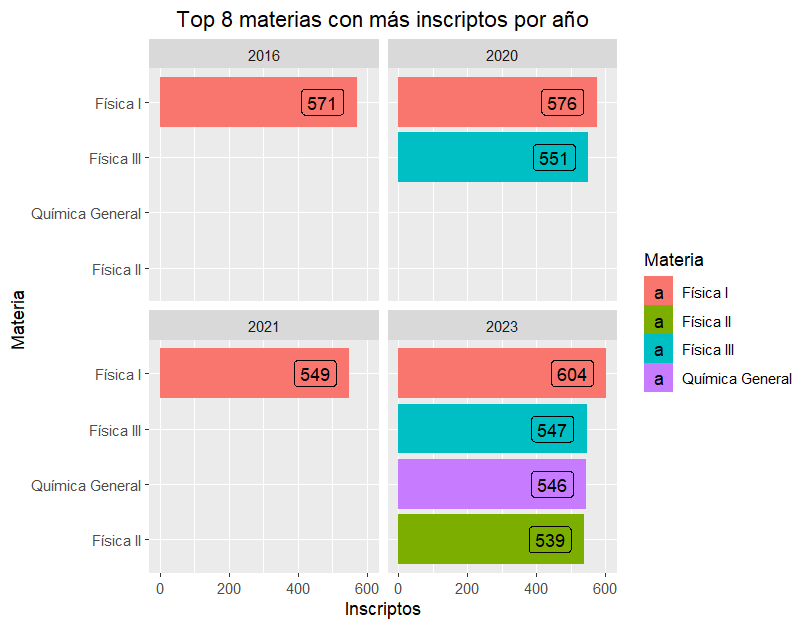 Top 8 materias con más inscriptos por año
2016
2020
Física I
571
576
Física III
551
Química General
Física II
Materia
2021
2023
Física I
549
604
Física III
547
Química General
546
Física II
539
0 200 400 600
0 200 400 600
Inscriptos
Materia
a Física I
a Física II
a Física III
a Química General